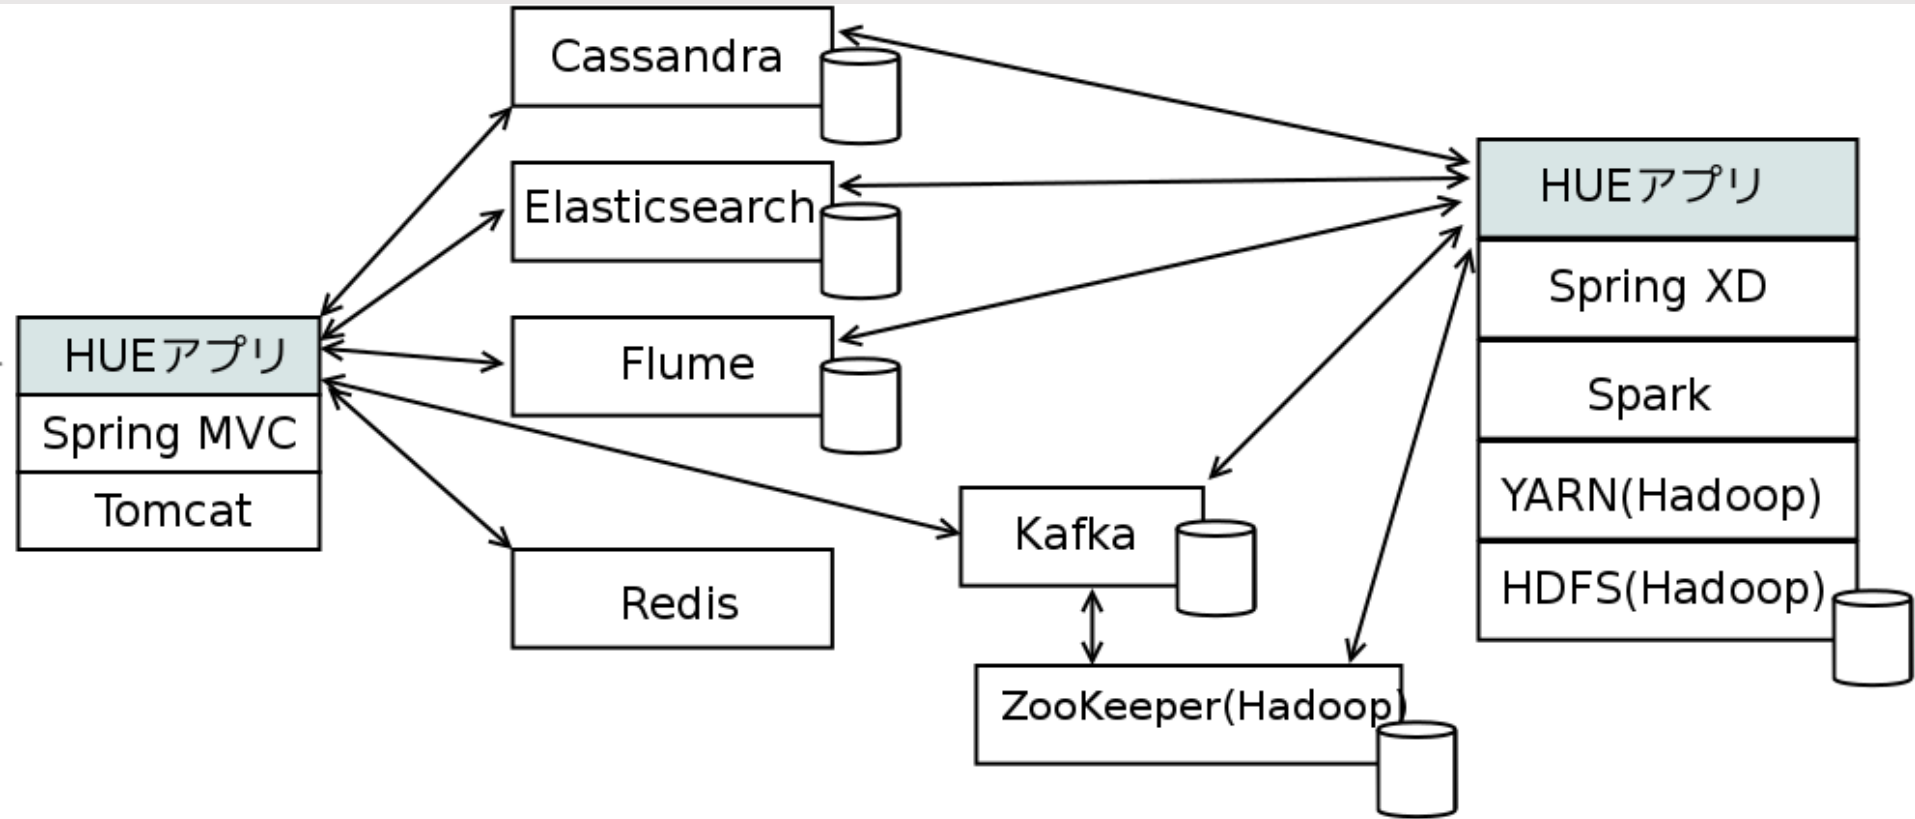 Cassandra
Elasticsearch
Flume
Redis
HUEアプリ
Spring MVC
Tomcat
Kafka
ZooKeeper(Hadoop)
HUEアプリ
Spring XD
Spark
YARN(Hadoop)
HDFS(Hadoop)